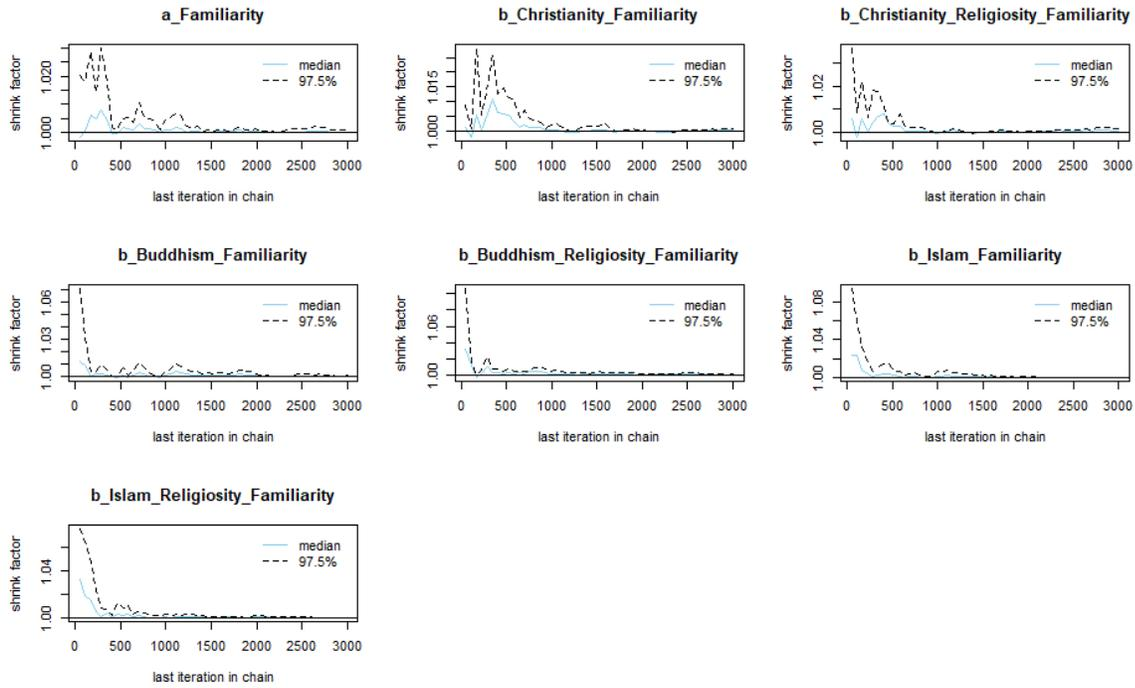 a_Familiarity
shrink factor
1.020
1.000
median
97.5%
0 500 1000 1500 2000 2500 3000
last iteration in chain
b_Christianity_Familiarity
shrink factor
1.015
1.000
median
97.5%
0 500 1000 1500 2000 2500 3000
last iteration in chain
b_Christianity_Religiosity_Familiarity
shrink factor
1.02
1.00
median
97.5%
0 500 1000 1500 2000 2500 3000
last iteration in chain
b_Buddhism_Familiarity
shrink factor
1.06
1.03
1.00
median
97.5%
0 500 1000 1500 2000 2500 3000
last iteration in chain
b_Buddhism_Religiosity_Familiarity
shrink factor
1.06
1.00
median
97.5%
0 500 1000 1500 2000 2500 3000
last iteration in chain
b_Islam_Familiarity
shrink factor
1.08
1.04
1.00
median
97.5%
0 500 1000 1500 2000 2500 3000
last iteration in chain
b_Islam_Religiosity_Familiarity
shrink factor
1.04
1.00
median
97.5%
0 500 1000 1500 2000 2500 3000
last iteration in chain